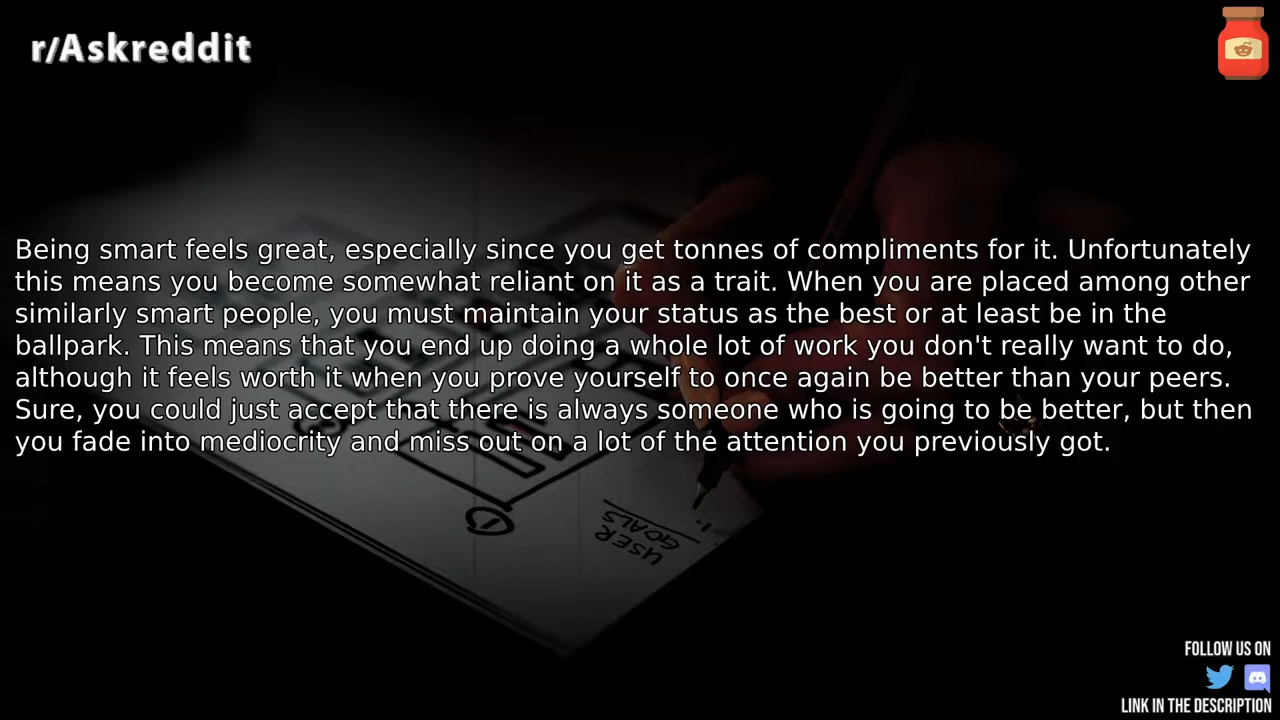 r/Askreddit
Being smart feels great, especially since you get tonnes of compliments for it. Unfortunately
this means you become somewhat reliant on it as a trait. When you are placed among other
similarly smart people, you must maintain your status as the best or at least be in the
ballpark. This means that you end up doing a whole lot of work you don't really want to do,
although it feels worth it when you prove yourself to once again be better than your peers.
Sure, you could just accept that there is always someone who is going to be better, but then
you fade into mediocrity and miss out on a lot of the attention you previously got.
USER
GOALS
1.
FOLLOW US ON
LINK IN THE DESCRIPTION